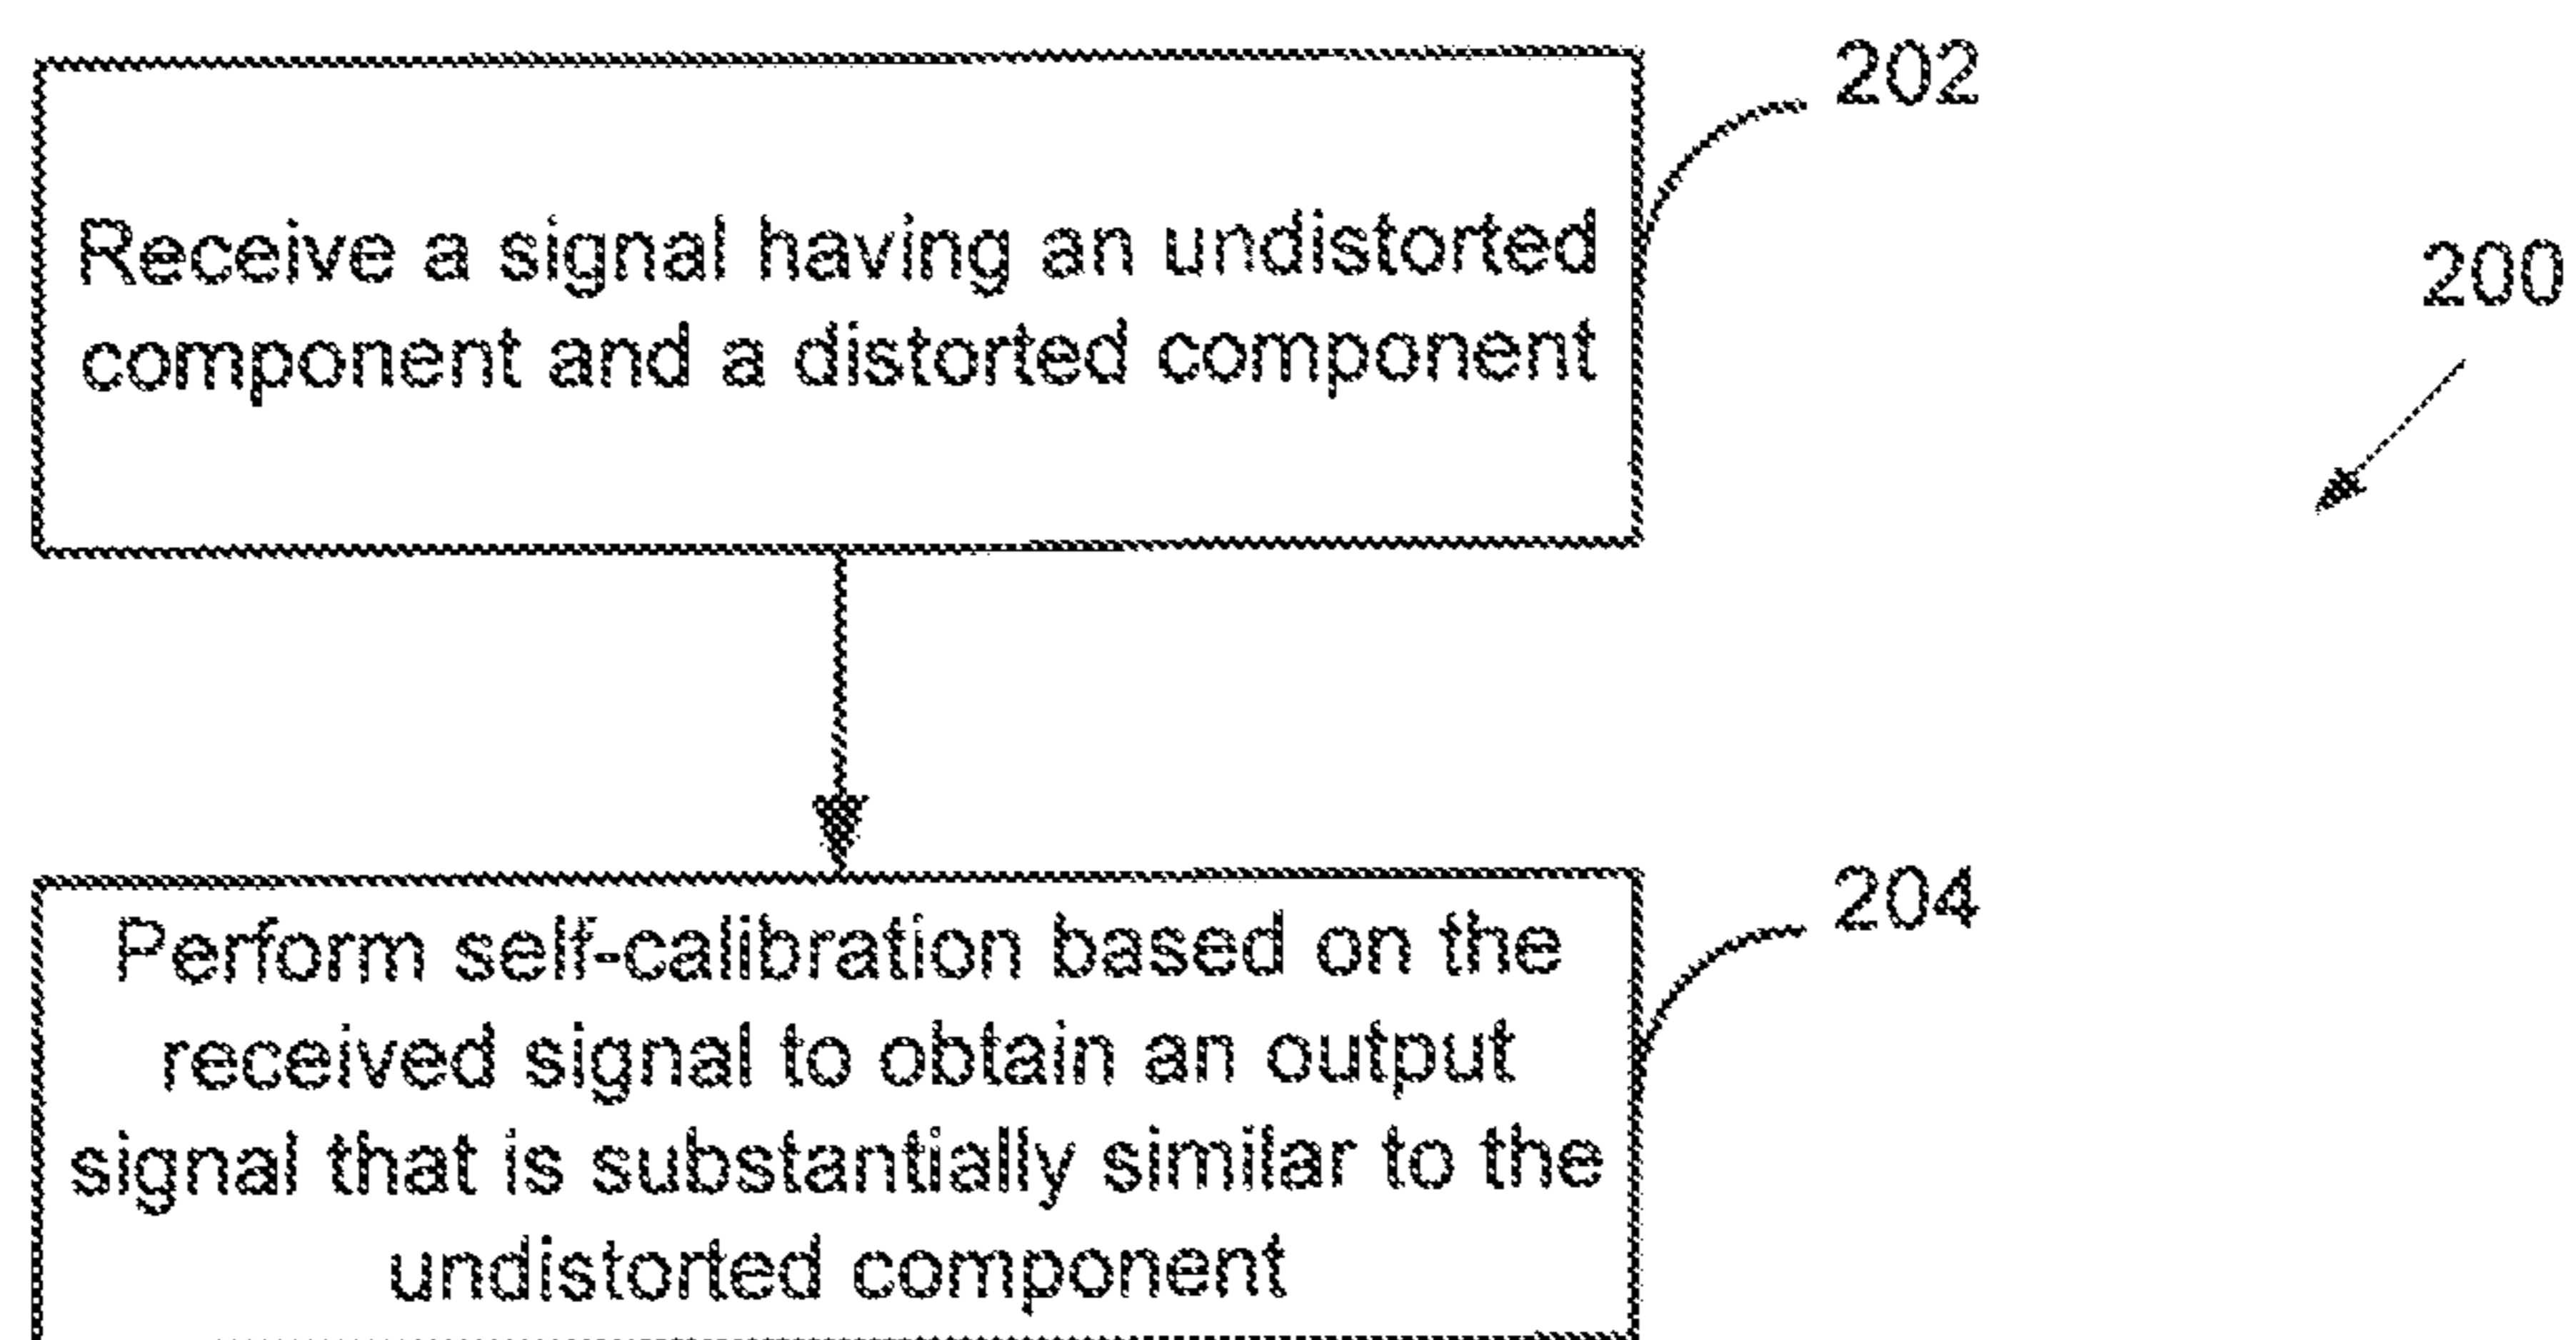 202
Receive a signal having an undistorted
component and a distorted component
200
204
Perform self-calibration based on the
received signal to obtain an output
signal that is substantially similar to the
undistorted component